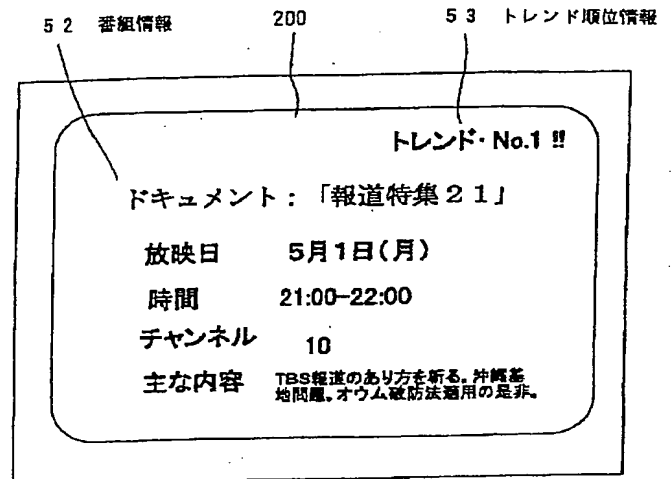 ５２ 番組情報
200
５３ トレンド順位情報
トレンド・No.1 !!
ドキュメント：「報道特集２１」
放映日 5月1日(月)
時間 21:00-22:00
チャンネル 10
主な内容 TBS報道のあり方を斬る。沖縄基
地問題。オウム破防法適用の是非。